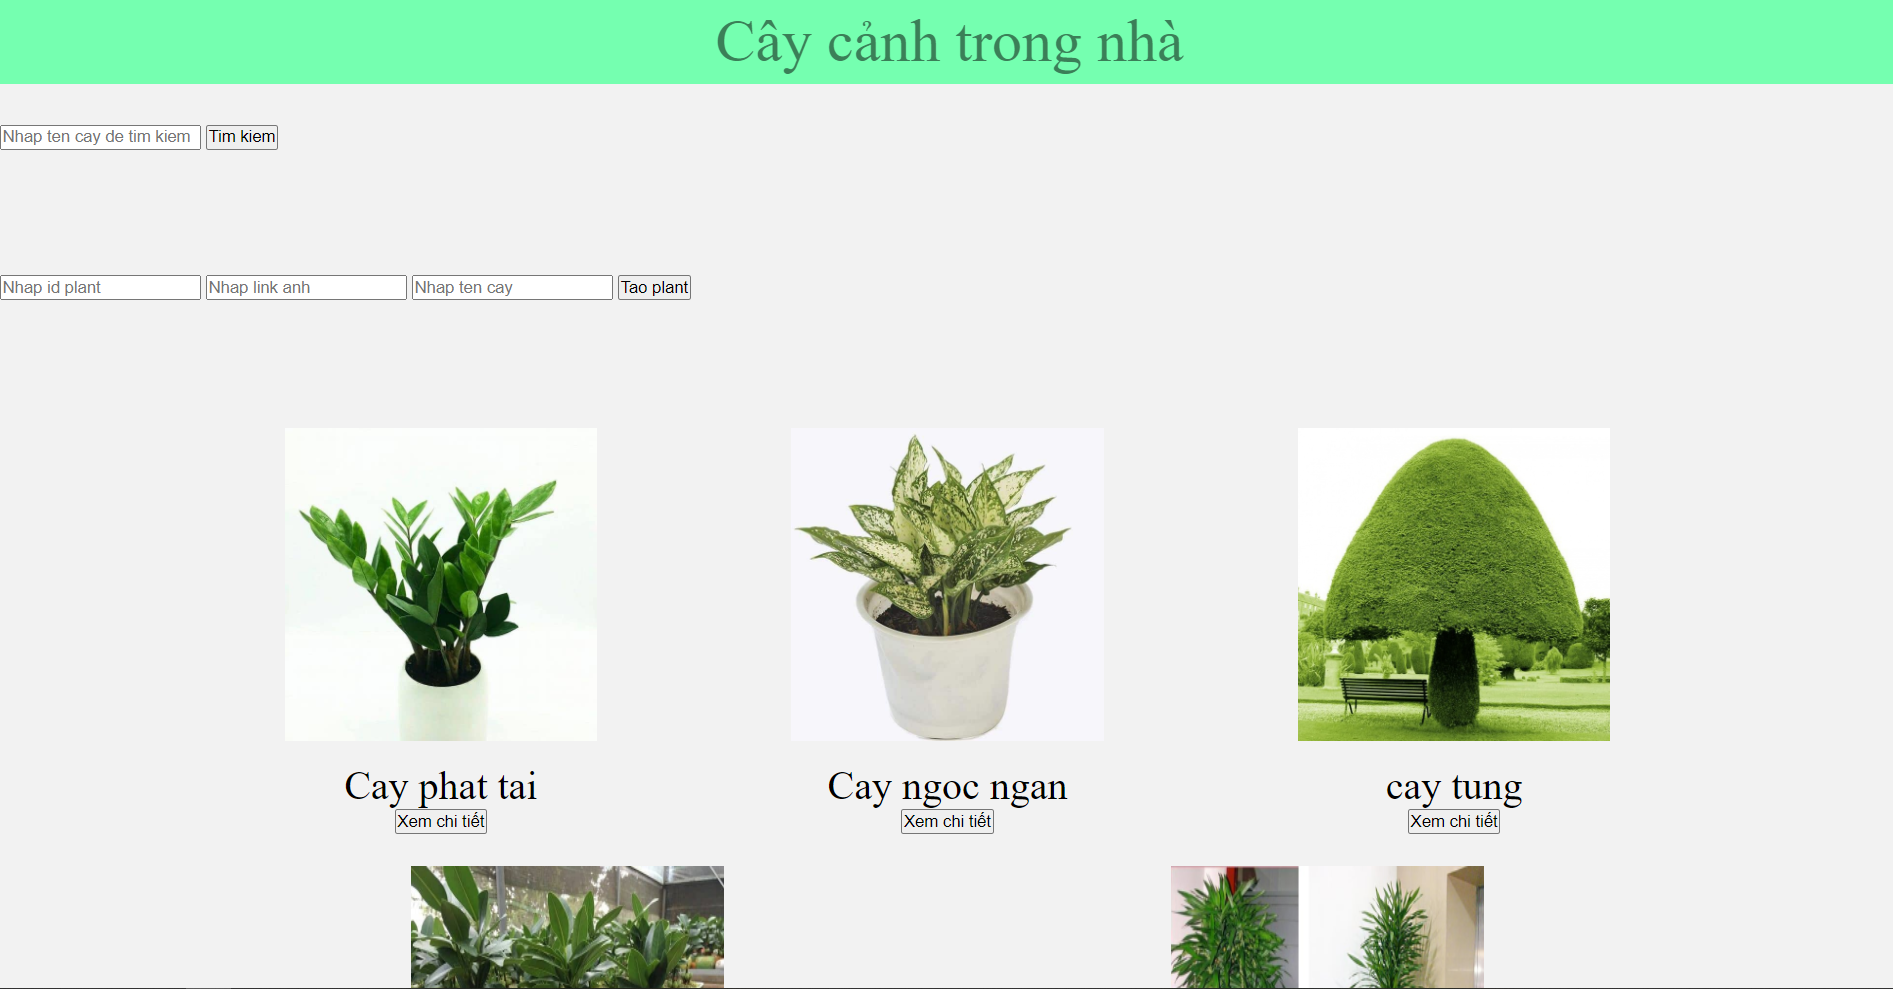 Cây cảnh trong nhà
Nhap ten cay de tim kiem Tim kiem
Nhap id plant Nhap link anh Nhap ten cay Tao plant
Cay phat tai Cay ngoc ngan cay tung
Xem chi tiết Xem chi tiết Xem chi tiết